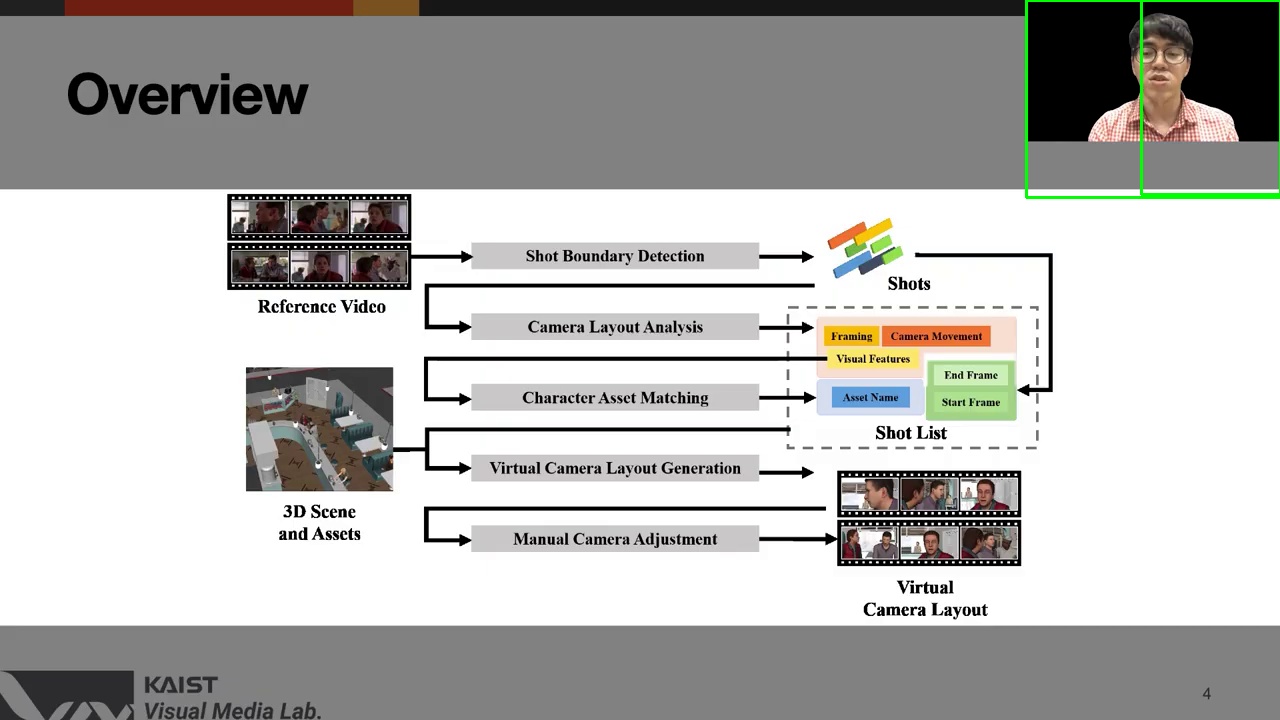 Overview
Shot Boundary Detection
Shots
Reference Video
Camera Layout Analysis
Framing
Camera Movement
Visual Features
End Frame
Character Asset Matching
Asset Name
Start Frame
Shot List
Virtual Camera Layout Generation
3D Scene
and Assets
Manual Camera Adjustment
Virtual
Camera Layout
KAIST
Visual Media Lab.
4